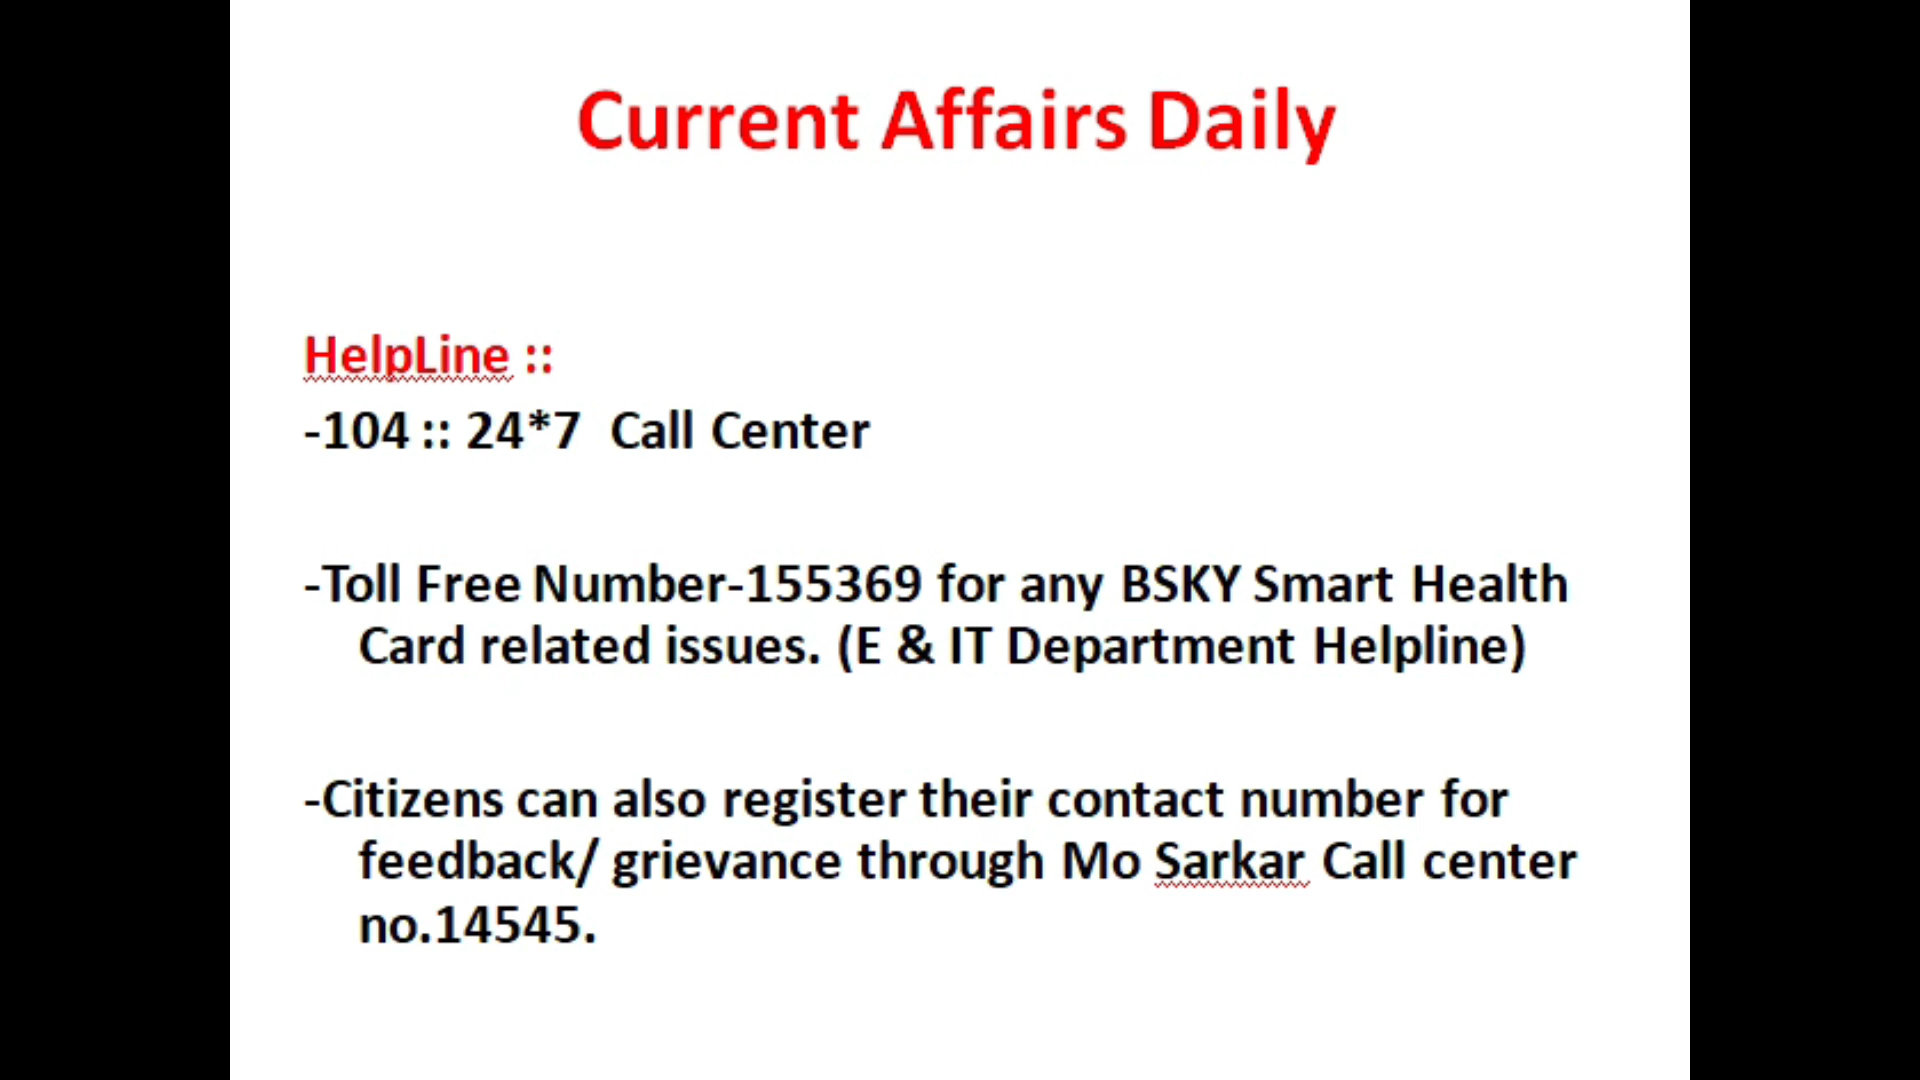 Current Affairs Daily
HelpLine ::
-104 :: 24*7  Call Center
-Toll Free Number-155369 for any BSKY Smart Health
Card related issues. (E & IT Department Helpline)
-Citizens can also register their contact number for
feedback/ grievance through Mo Sarkar Call center
no.14545.